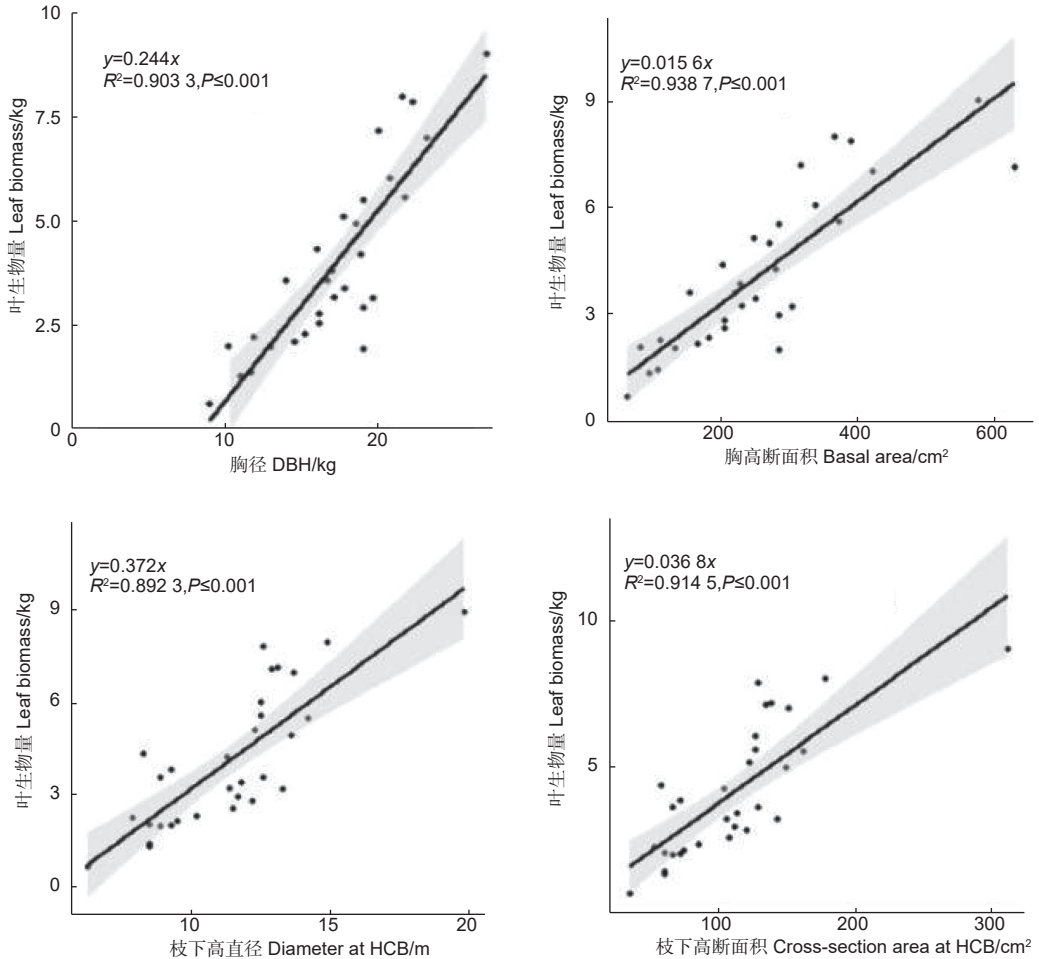 10
7.5
5.0
2.5
0
叶生物量 Leaf biomass/kg
y=0.244x
R²=0.903 3,P≤0.001
0 10 20
胸径 DBH/kg
9
6
3
0
叶生物量 Leaf biomass/kg
y=0.015 6x
R²=0.938 7,P≤0.001
200 400 600
胸高断面积 Basal area/cm²
9
6
3
0
叶生物量 Leaf biomass/kg
y=0.372x
R²=0.892 3,P≤0.001
10 15 20
枝下高直径 Diameter at HCB/m
10
5
叶生物量 Leaf biomass/kg
y=0.036 8x
R²=0.914 5,P≤0.001
100 200 300
枝下高断面积 Cross-section area at HCB/cm²